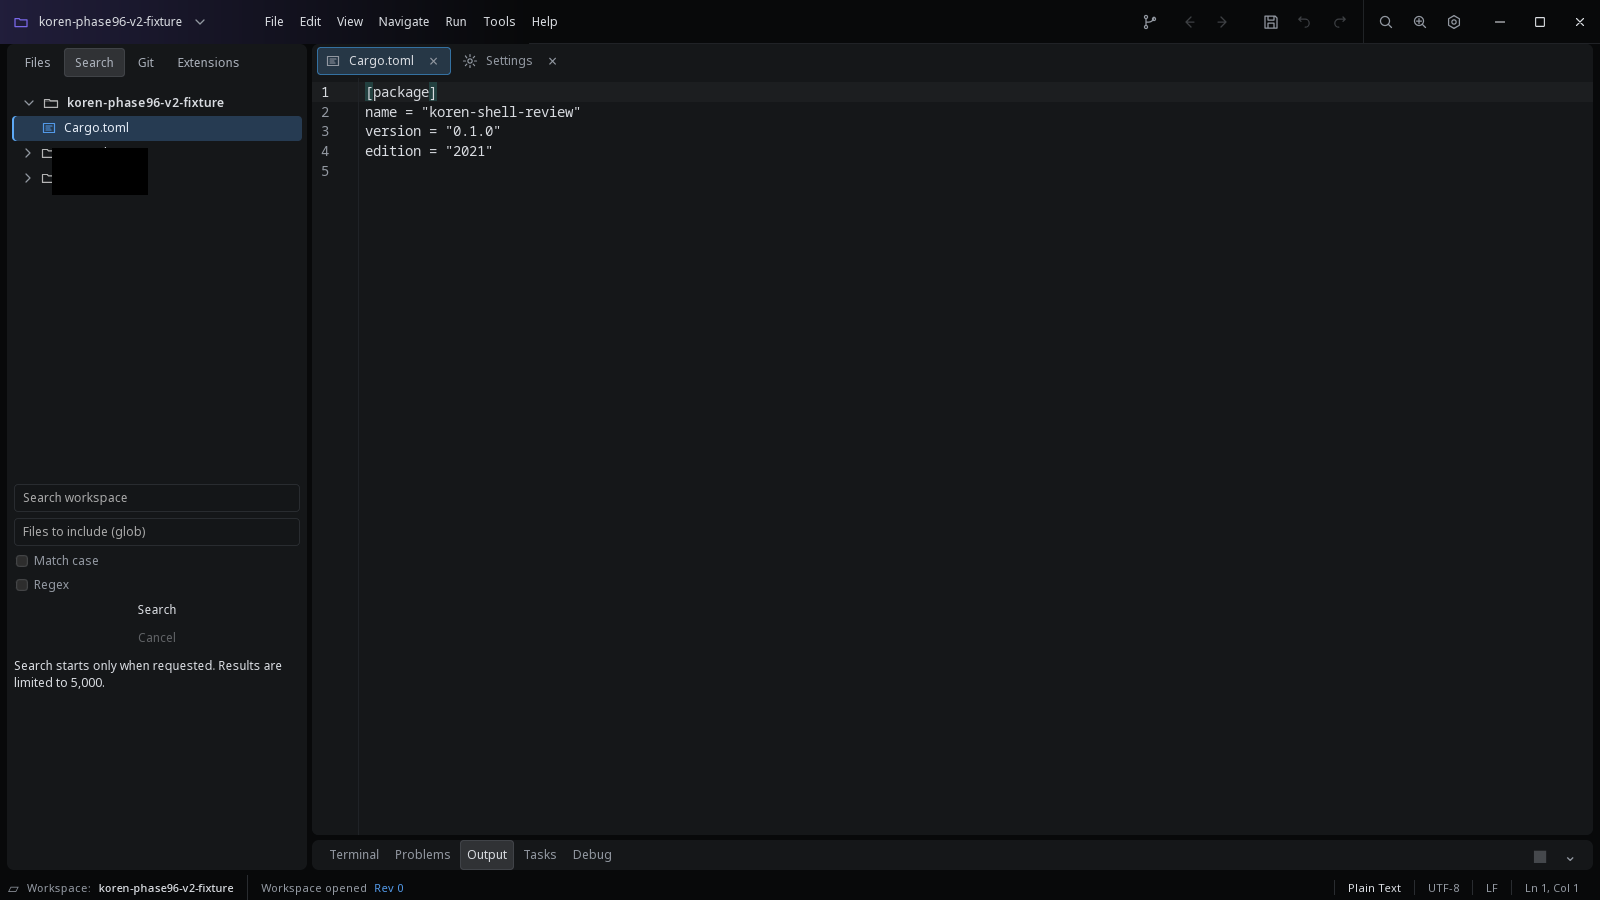 koren-phase96-v2-fixture
File Edit View Navigate Run Tools Help
Files Search Git Extensions
koren-phase96-v2-fixture
Cargo.toml
Search workspace
Files to include (glob)
Match case
Regex
Search
Cancel
Search starts only when requested. Results are
limited to 5,000.
Cargo.toml Settings
1 [package]
2 name = "koren-shell-review"
3 version = "0.1.0"
4 edition = "2021"
5
Terminal Problems Output Tasks Debug
Workspace: koren-phase96-v2-fixture Workspace opened Rev 0 Plain Text UTF-8 LF Ln 1, Col 1